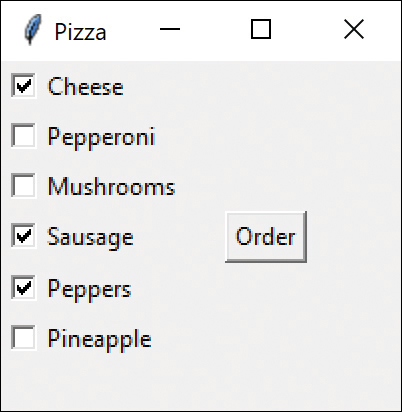 Pizza
Cheese
Pepperoni
Mushrooms
Sausage
Order
Peppers
Pineapple